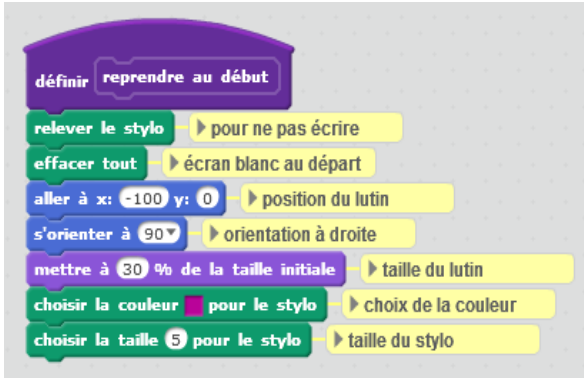 définir reprendre au début
relever le stylo pour ne pas écrire
effacer tout écran blanc au départ
aller à x: -100 y: 0 position du lutin
s'orienter à 90 orientation à droite
mettre à 30 % de la taille initiale taille du lutin
choisir la couleur pour le stylo choix de la couleur
choisir la taille 5 pour le stylo taille du stylo